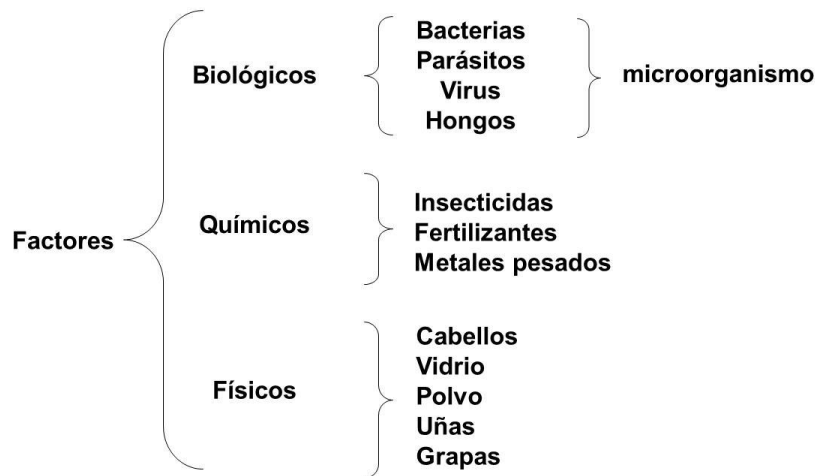 Factores
Biológicos
Bacterias
Parásitos
Virus
Hongos
microorganismo
Químicos
Insecticidas
Fertilizantes
Metales pesados
Físicos
Cabellos
Vidrio
Polvo
Uñas
Grapas